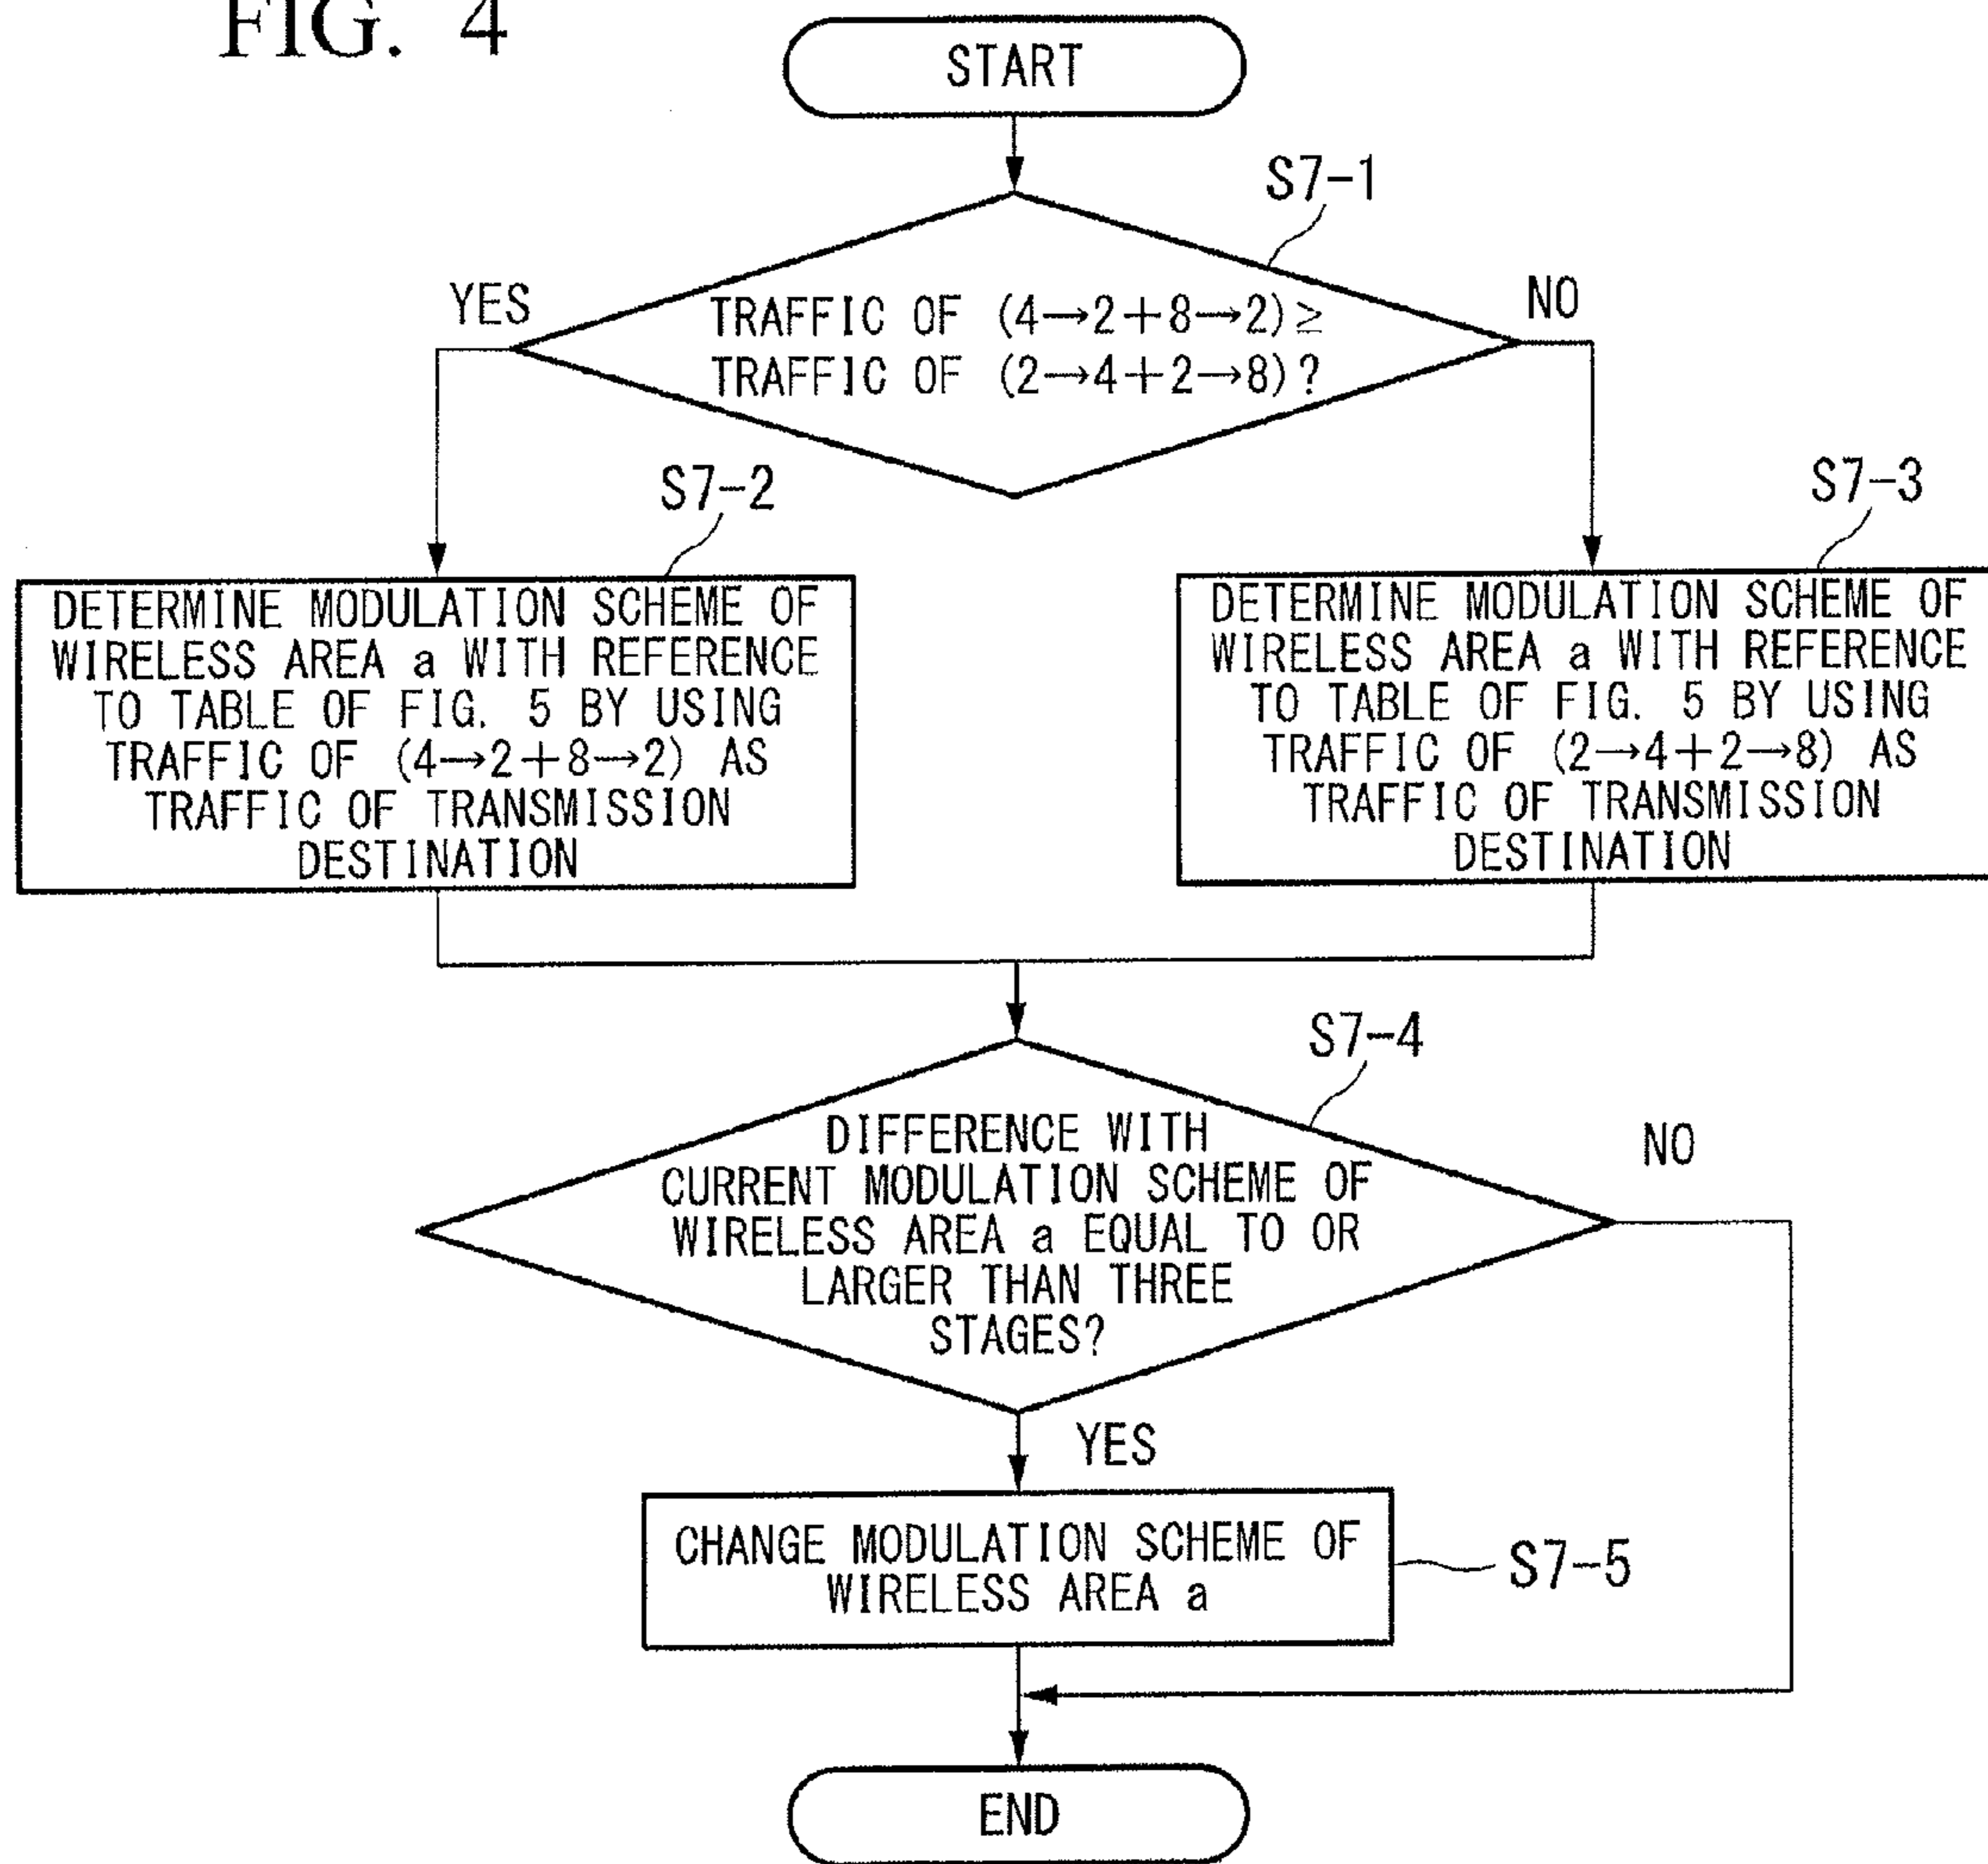 FIG. 4
START
S7-1
YES
NO
TRAFFIC OF (4→2+8→2)≥
TRAFFIC OF (2→4+2→8)?
S7-2
S7-3
DETERMINE MODULATION SCHEME OF
WIRELESS AREA a WITH REFERENCE
TO TABLE OF FIG. 5 BY USING
TRAFFIC OF (4→2+8→2) AS
TRAFFIC OF TRANSMISSION
DESTINATION
DETERMINE MODULATION SCHEME OF
WIRELESS AREA a WITH REFERENCE
TO TABLE OF FIG. 5 BY USING
TRAFFIC OF (2→4+2→8) AS
TRAFFIC OF TRANSMISSION
DESTINATION
S7-4
DIFFERENCE WITH
CURRENT MODULATION SCHEME OF
WIRELESS AREA a EQUAL TO OR
LARGER THAN THREE
STAGES?
NO
YES
CHANGE MODULATION SCHEME OF
WIRELESS AREA a
S7-5
END